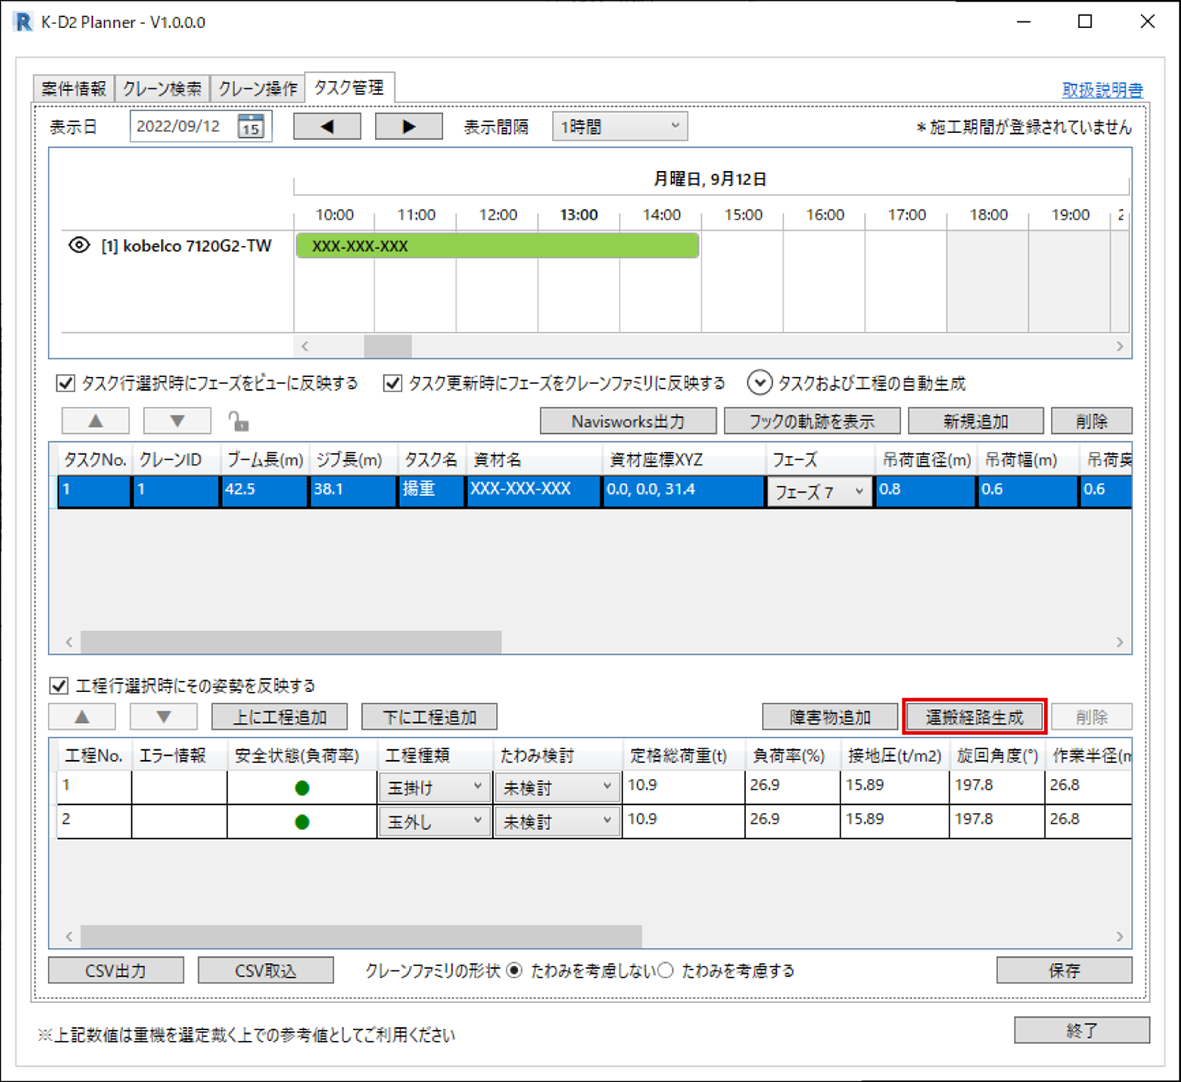 K-D2 Planner - V1.0.0.0
案件情報 クレーン検索 クレーン操作 タスク管理 取扱説明書
表示日 2022/09/12 15 ◀ ▶ 表示間隔 1時間 *施工期間が登録されていません
月曜日, 9月12日
10:00 11:00 12:00 13:00 14:00 15:00 16:00 17:00 18:00 19:00 2
[1] kobelco 7120G2-TW XXX-XXX-XXX
タスク行選択時にフェーズをビューに反映する タスク更新時にフェーズをクレーンファミリに反映する タスクおよび工程の自動生成
▲ ▼ Navisworks出力 フックの軌跡を表示 新規追加 削除
タスクNo. クレーンID ブーム長(m) ジブ長(m) タスク名 資材名 資材座標XYZ フェーズ 吊荷直径(m) 吊荷幅(m) 吊荷奥
1 1 42.5 38.1 揚重 XXX-XXX-XXX 0.0, 0.0, 31.4 フェーズ 7 0.8 0.6 0.6
工程行選択時にその姿勢を反映する
▲ ▼ 上に工程追加 下に工程追加 障害物追加 運搬経路生成 削除
工程No. エラー情報 安全状態(負荷率) 工程種類 たわみ検討 定格総荷重(t) 負荷率(%) 接地圧(t/m2) 旋回角度(°) 作業半径(m
1 玉掛け 未検討 10.9 26.9 15.89 197.8 26.8
2 玉外し 未検討 10.9 26.9 15.89 197.8 26.8
CSV出力 CSV取込 クレーンファミリの形状 たわみを考慮しない たわみを考慮する 保存
※上記数値は重機を選定戴く上での参考値としてご利用ください 終了